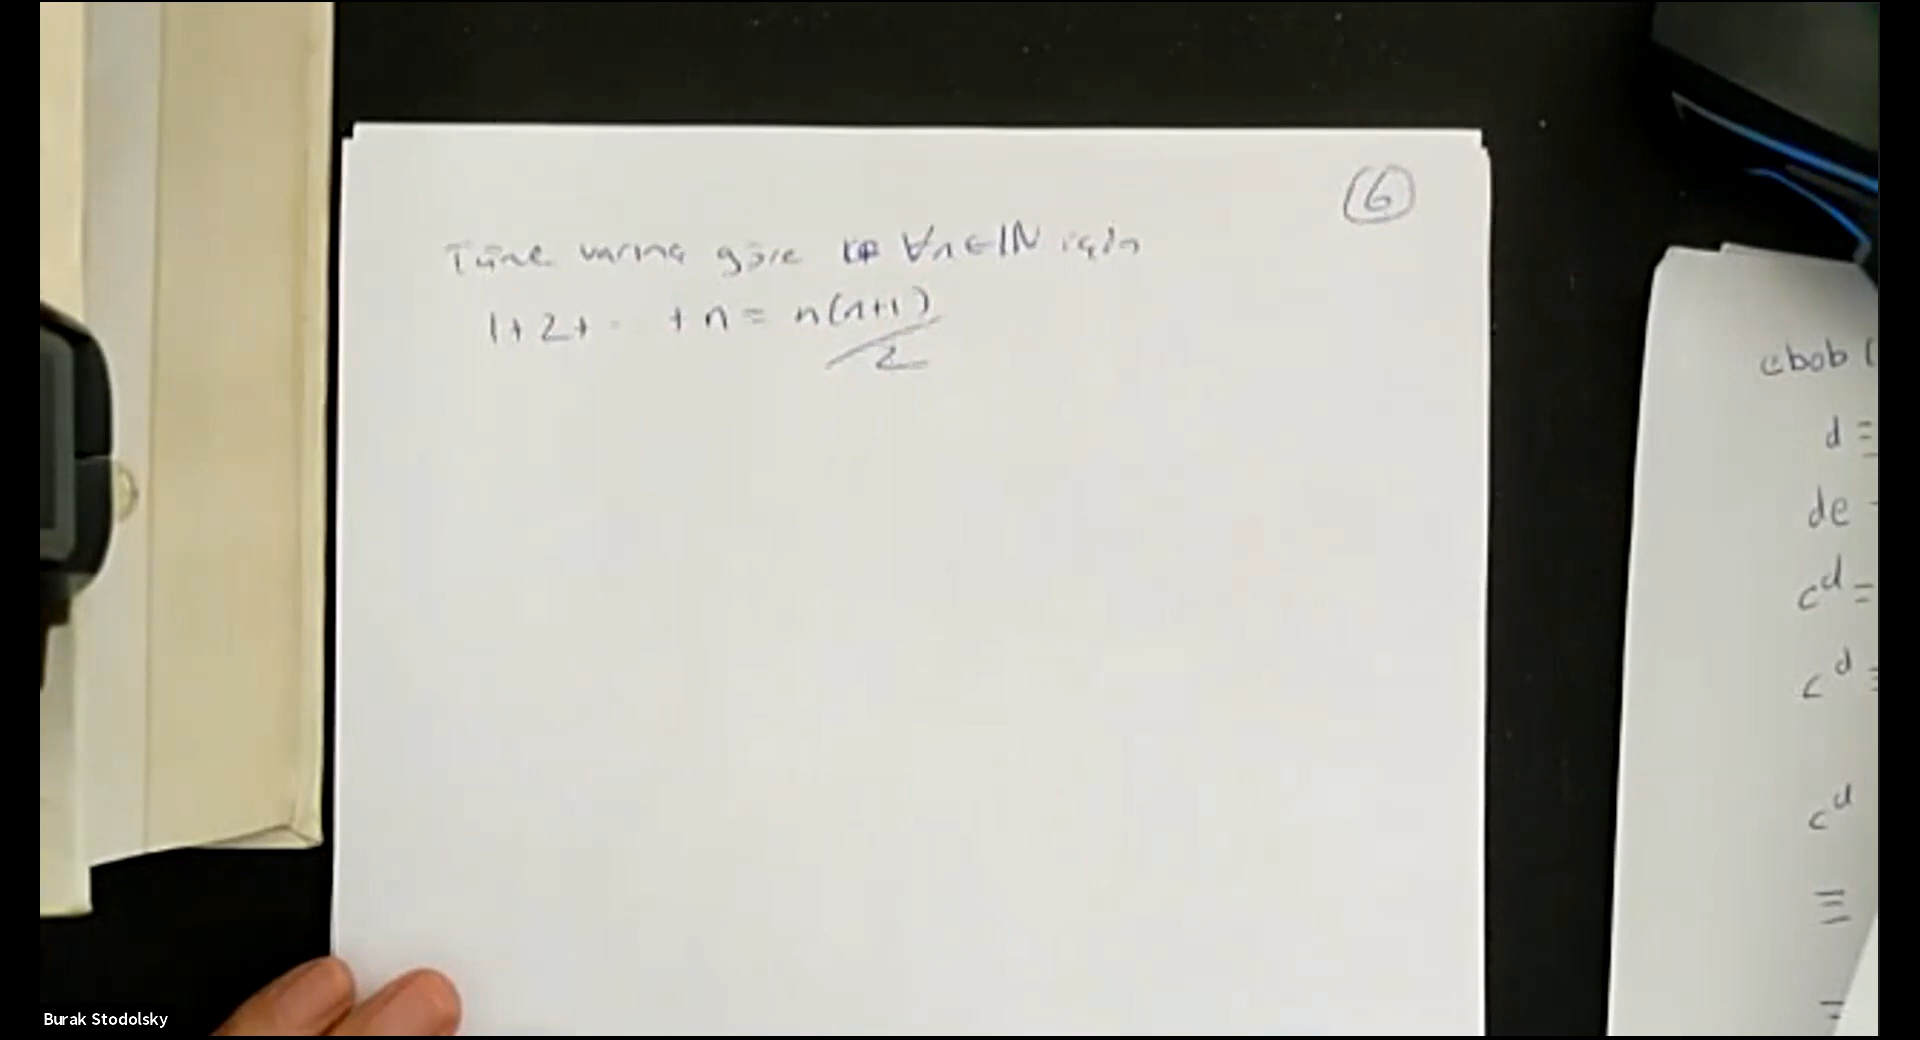 6
Tüme varıma göre ∀n∈ℕ için
1+2+ · · +n = n(n+1)/2
ebob (
d =
de
c^d =
c^d =
c^d
≡
Burak Stodolsky